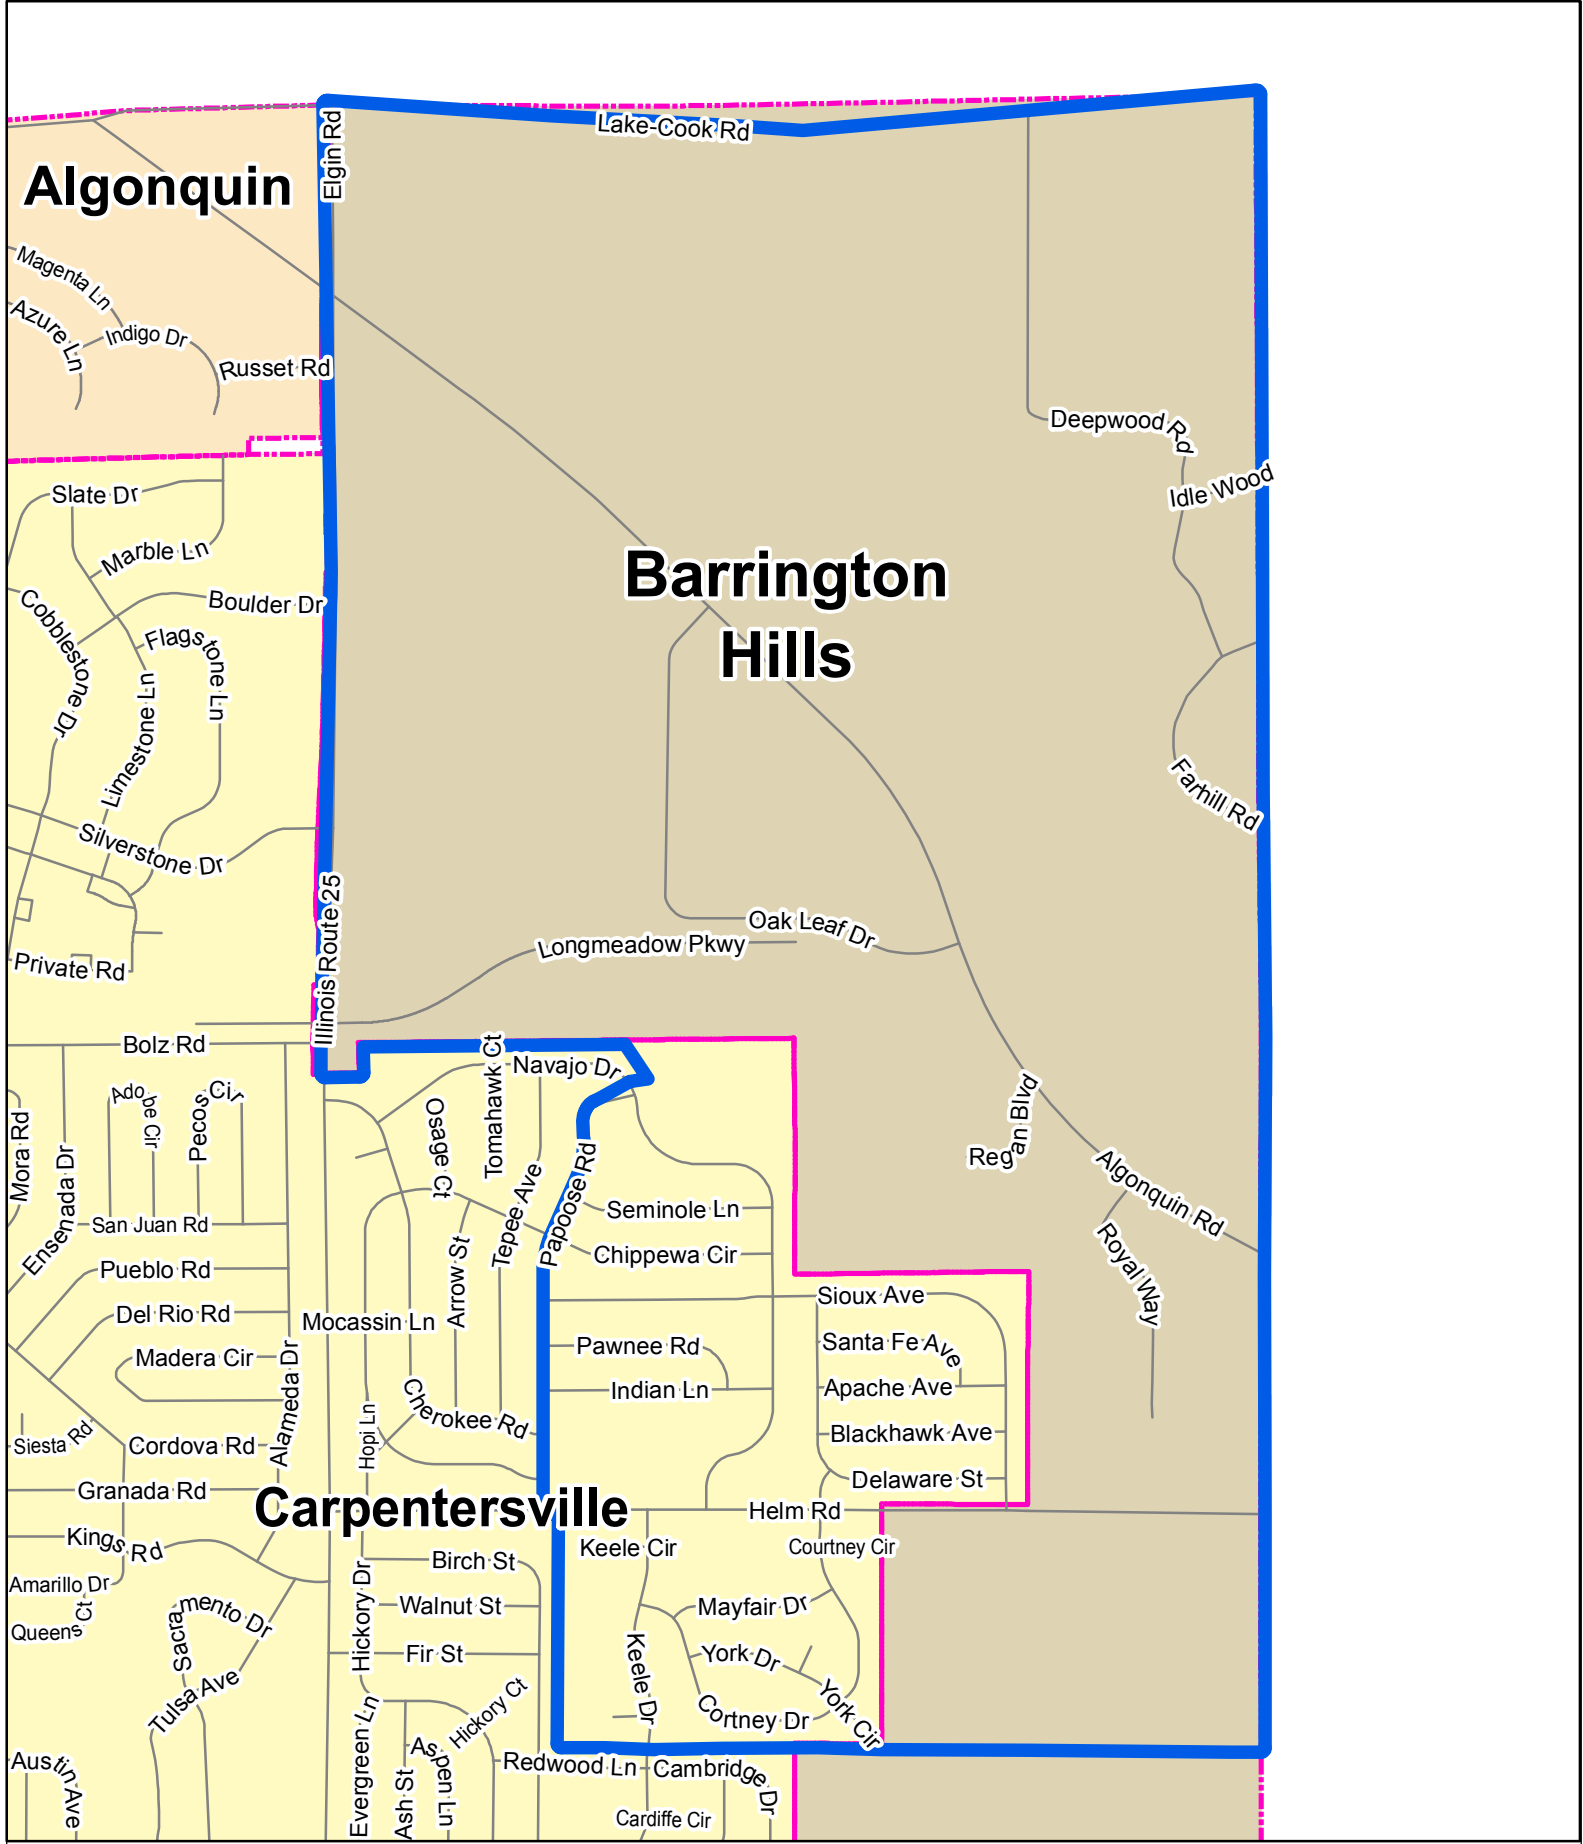 Lake-Cook Rd
Elgin Rd
Algonquin
Magenta Ln
Azure Ln
Indigo Dr
Russet Rd
Deepwood Rd
Idle Wood
Slate Dr
Marble Ln
Barrington
Hills
Cobblestone Dr
Boulder Dr
Flagstone Ln
Limestone Ln
Farhill Rd
Silverstone Dr
Illinois Route 25
Oak Leaf Dr
Longmeadow Pkwy
Private Rd
Bolz Rd
Tomahawk Ct
Navajo Dr
Adobe Cir
Pecos Cir
Osage Ct
Mora Rd
Ensenada Dr
Regan Blvd
Algonquin Rd
Tepee Ave
Papoose Rd
Seminole Ln
San Juan Rd
Chippewa Cir
Royal Way
Pueblo Rd
Arrow St
Sioux Ave
Del Rio Rd
Mocassin Ln
Santa Fe Ave
Pawnee Rd
Madera Cir
Alameda Dr
Indian Ln
Apache Ave
Cherokee Rd
Hopi Ln
Blackhawk Ave
Siesta Rd
Cordova Rd
Delaware St
Granada Rd
Carpentersville
Helm Rd
Kings Rd
Keele Cir
Courtney Cir
Birch St
Amarillo Dr
Hickory Dr
Walnut St
Mayfair Dr
Queens Ct
Sacramento Dr
Fir St
York Dr
Keele Dr
Tulsa Ave
Hickory Ct
Cortney Dr
York Cir
Evergreen Ln
Aspen Ln
Ash St
Redwood Ln
Cambridge Dr
Austin Ave
Cardiffe Cir